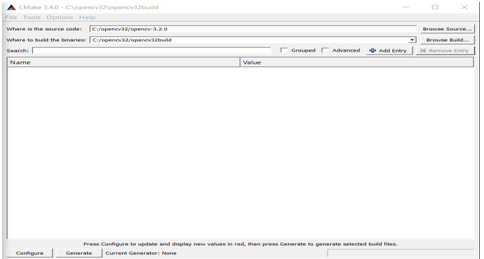 CMake 3.4.0 - C:\opencv32\opencv32build
File Tools Options Help
Where is the source code: C:/opencv32/opencv-3.2.0 Browse Source...
Where to build the binaries: C:/opencv32/opencv32build Browse Build...
Search: Grouped Advanced Add Entry Remove Entry
Name Value
Press Configure to update and display new values in red, then press Generate to generate selected build files.
Configure Generate Current Generator: None